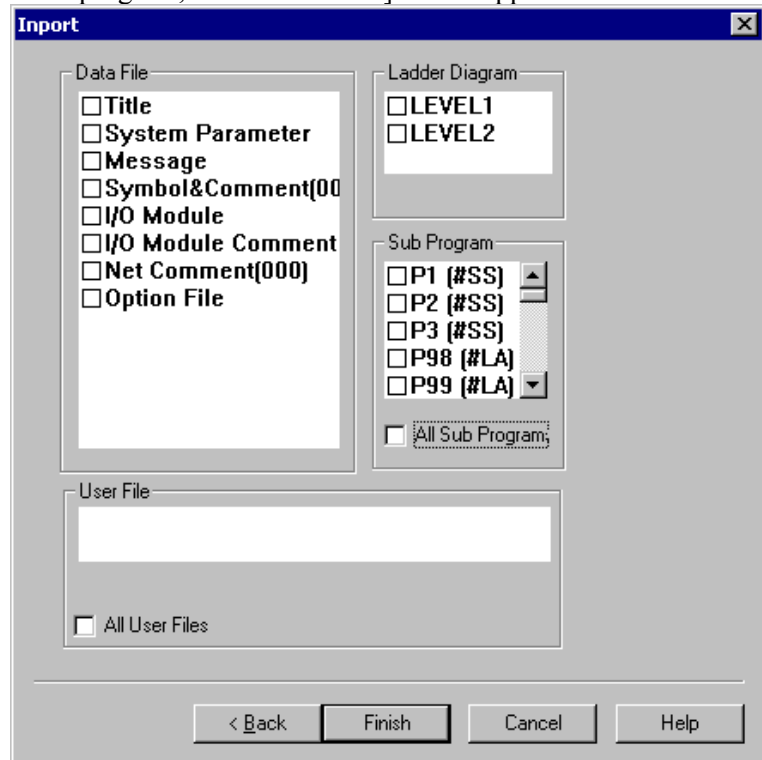 Inport
Data File
Title
System Parameter
Message
Symbol&Comment(00
I/O Module
I/O Module Comment
Net Comment(000)
Option File
Ladder Diagram
LEVEL1
LEVEL2
Sub Program
P1 (#SS)
P2 (#SS)
P3 (#SS)
P98 (#LA)
P99 (#LA)
All Sub Program;
User File
All User Files
< Back
Finish
Cancel
Help